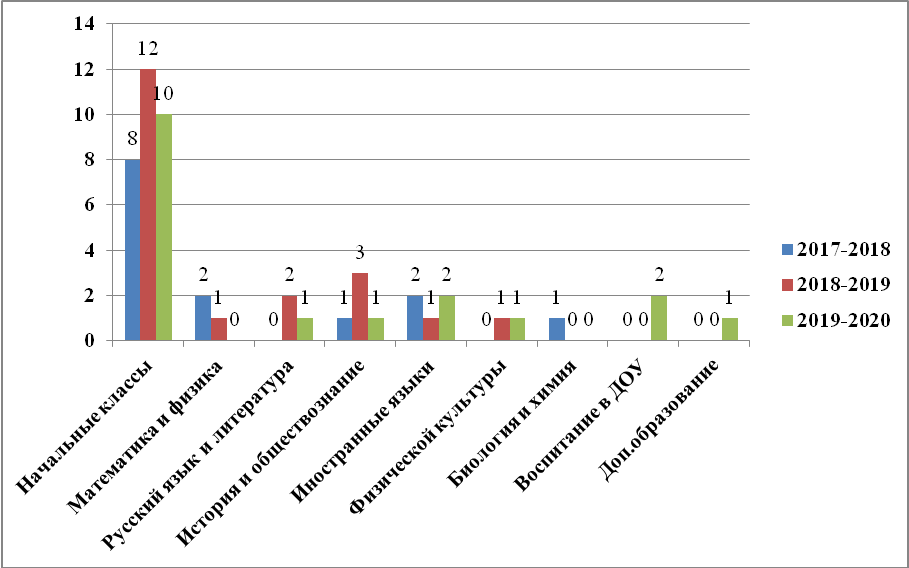 14
12
10
8
6
4
2
0
8 12 10
2 1 0
0 2 1
1 3 1
2 1 2
0 1 1
1 0 0
0 0 2
0 0 1
Начальные классы
Математика и физика
Русский язык и литература
История и обществознание
Иностранные языки
Физической культуры
Биология и химия
Воспитание в ДОУ
Доп.образование
2017-2018
2018-2019
2019-2020